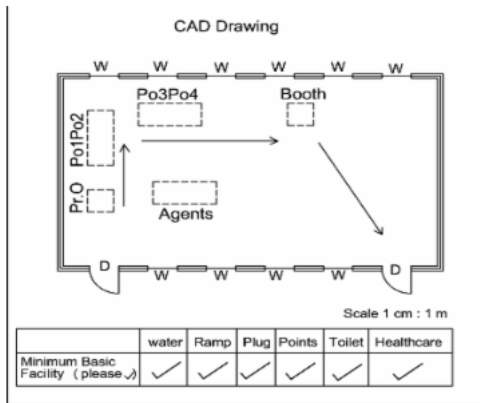 CAD Drawing
W W W W W W
Po3Po4 Booth
Po1Po2
Pr.O
Agents
D W W W W D
Scale 1 cm : 1 m
water Ramp Plug Points Toilet Healthcare
Minimum Basic ✓ ✓ ✓ ✓ ✓ ✓
Facility ( please ✓)